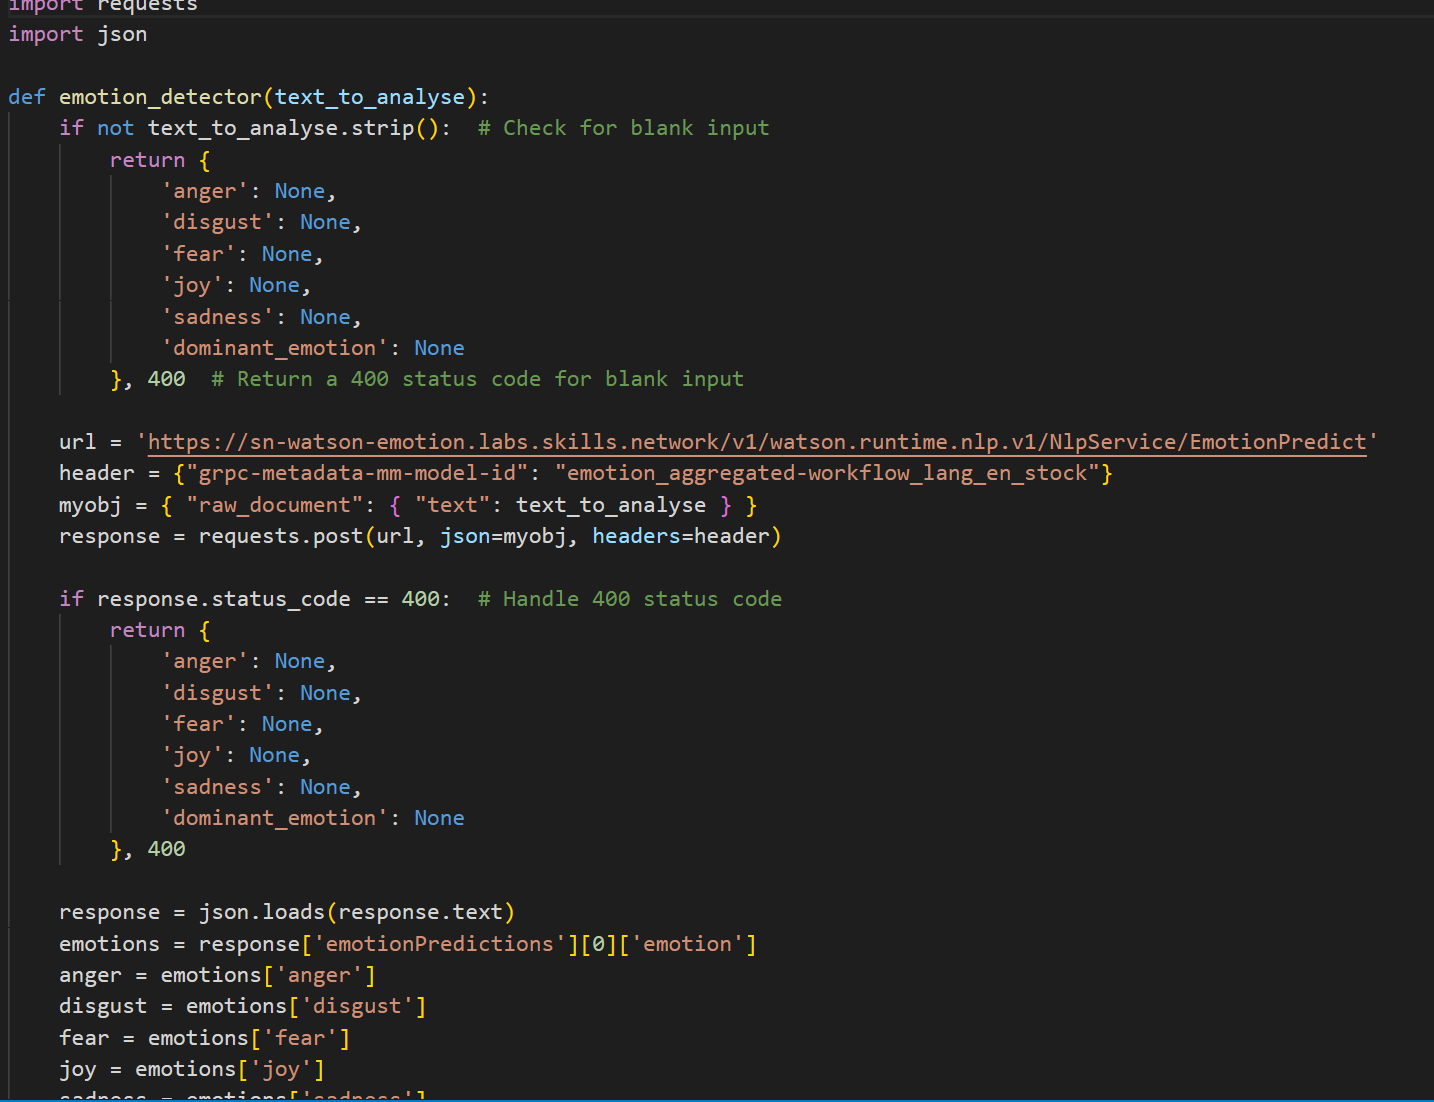 import requests
import json
def emotion_detector(text_to_analyse):
    if not text_to_analyse.strip():  # Check for blank input
        return {
            'anger': None,
            'disgust': None,
            'fear': None,
            'joy': None,
            'sadness': None,
            'dominant_emotion': None
        }, 400  # Return a 400 status code for blank input
    url = 'https://sn-watson-emotion.labs.skills.network/v1/watson.runtime.nlp.v1/NlpService/EmotionPredict'
    header = {"grpc-metadata-mm-model-id": "emotion_aggregated-workflow_lang_en_stock"}
    myobj = { "raw_document": { "text": text_to_analyse } }
    response = requests.post(url, json=myobj, headers=header)
    if response.status_code == 400:  # Handle 400 status code
        return {
            'anger': None,
            'disgust': None,
            'fear': None,
            'joy': None,
            'sadness': None,
            'dominant_emotion': None
        }, 400
    response = json.loads(response.text)
    emotions = response['emotionPredictions'][0]['emotion']
    anger = emotions['anger']
    disgust = emotions['disgust']
    fear = emotions['fear']
    joy = emotions['joy']
    sadness = emotions['sadness']